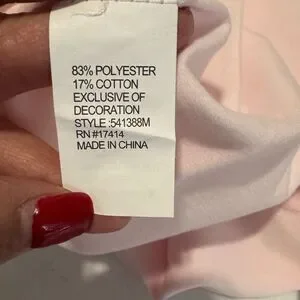 83% POLYESTER
17% COTTON
EXCLUSIVE OF
DECORATION
STYLE :541388M
RN #17414
MADE IN CHINA